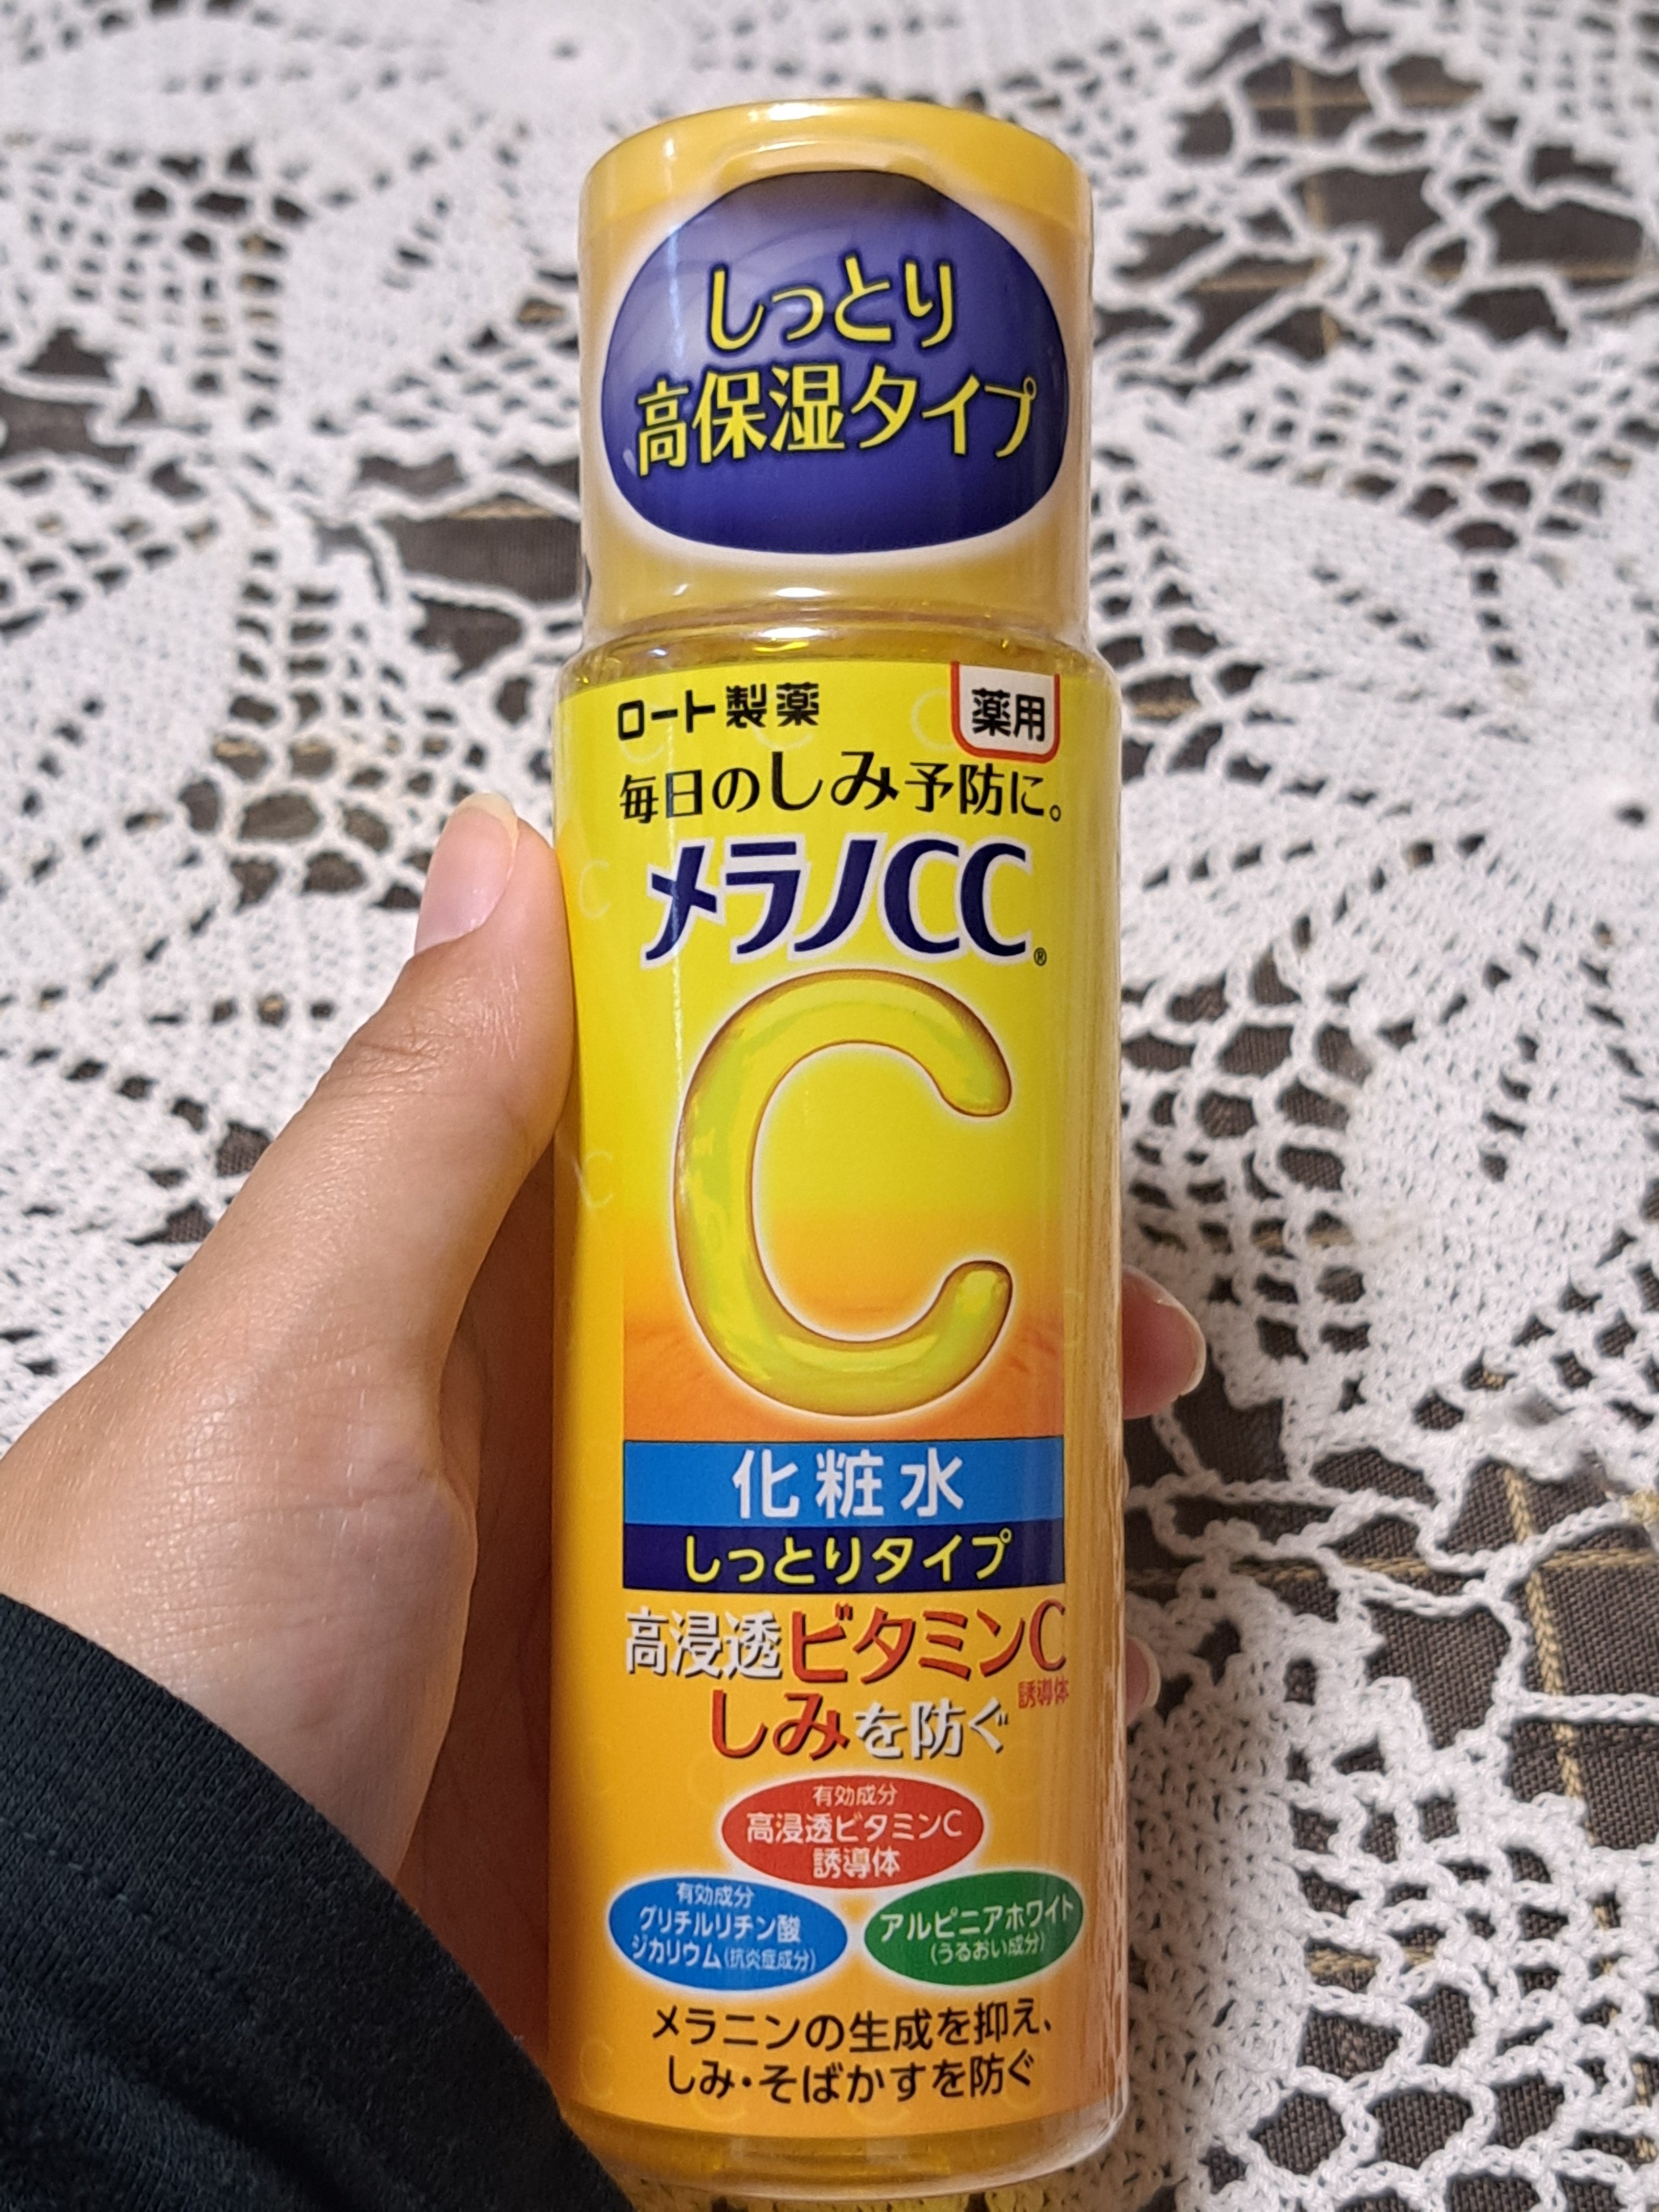 しっとり
高保湿タイプ
ロート製薬
薬用
毎日のしみ予防に。
メラノCC®
C
化粧水
しっとりタイプ
高浸透ビタミンC
誘導体
しみを防ぐ
有効成分
高浸透ビタミンC
誘導体
有効成分
グリチルリチン酸
ジカリウム(抗炎症成分)
アルピニアホワイト
(うるおい成分)
メラニンの生成を抑え、
しみ・そばかすを防ぐ